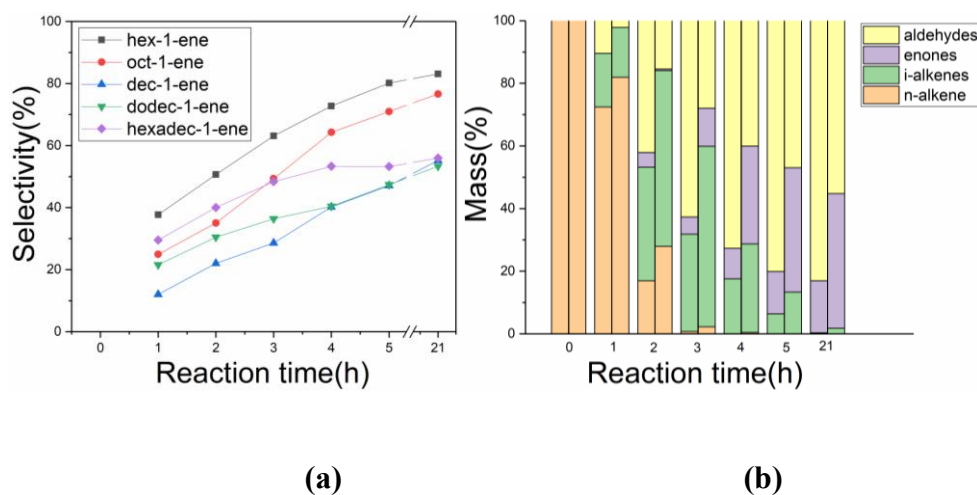 100
80
60
40
20
0
Selectivity(%)
hex-1-ene
oct-1-ene
dec-1-ene
dodec-1-ene
hexadec-1-ene
0 1 2 3 4 5 21
Reaction time(h)
(a)
100
80
60
40
20
0
Mass(%)
0 1 2 3 4 5 21
Reaction time(h)
aldehydes
enones
i-alkenes
n-alkene
(b)